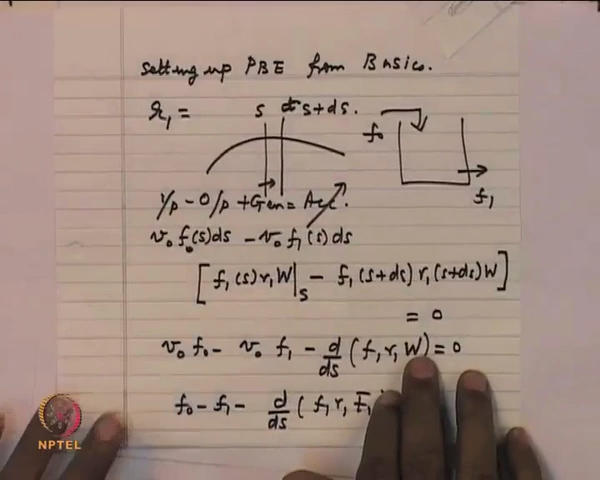 Setting up PBE from Basics.
r₁ = s s+ds.
f₀
f₁
I/p - O/p + Gen = Acc.
v₀ f₀(s)ds - v₀ f₁(s)ds
[ f₁(s) r₁ W|ₛ - f₁(s+ds) r₁(s+ds) W ]
= 0
v₀ f₀ - v₀ f₁ - d/ds (f₁ r₁ W) = 0
f₀ - f₁ - d/ds ( f₁ r₁
NPTEL